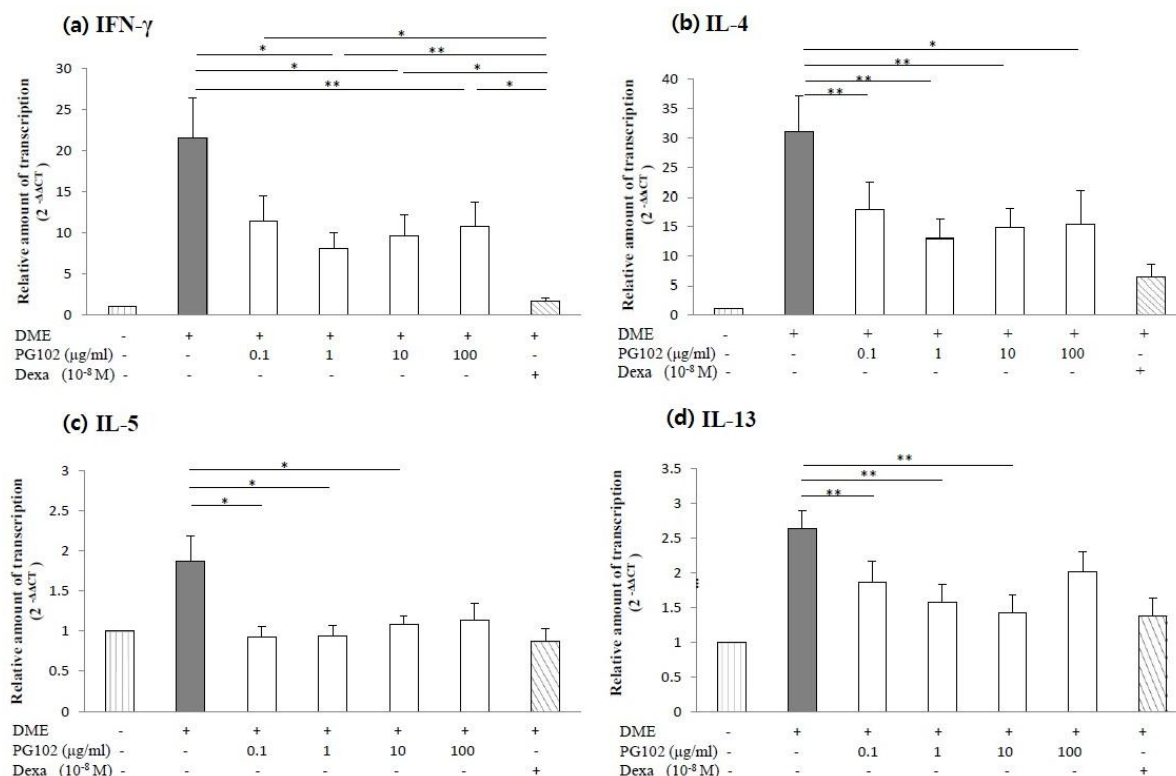 (a) IFN-γ
*
* **
* *
** *
30
25
20
15
10
5
0
Relative amount of transcription
(2 -ΔΔCT)
DME - + + + + + +
PG102 (µg/ml) - - 0.1 1 10 100 -
Dexa (10-8 M) - - - - - - +
(b) IL-4
*
**
**
**
40
35
30
25
20
15
10
5
0
Relative amount of transcription
(2 -ΔΔCT)
DME - + + + + + +
PG102 (µg/ml) - - 0.1 1 10 100 -
Dexa (10-8 M) - - - - - - +
(c) IL-5
*
*
*
3
2.5
2
1.5
1
0.5
0
Relative amount of transcription
(2 -ΔΔCT)
DME - + + + + + +
PG102 (µg/ml) - - 0.1 1 10 100 -
Dexa (10-8 M) - - - - - - +
(d) IL-13
**
**
**
3.5
3
2.5
2
1.5
1
0.5
0
Relative amount of transcription
(2 -ΔΔCT)
DME - + + + + + +
PG102 (µg/ml) - - 0.1 1 10 100 -
Dexa (10-8 M) - - - - - - +